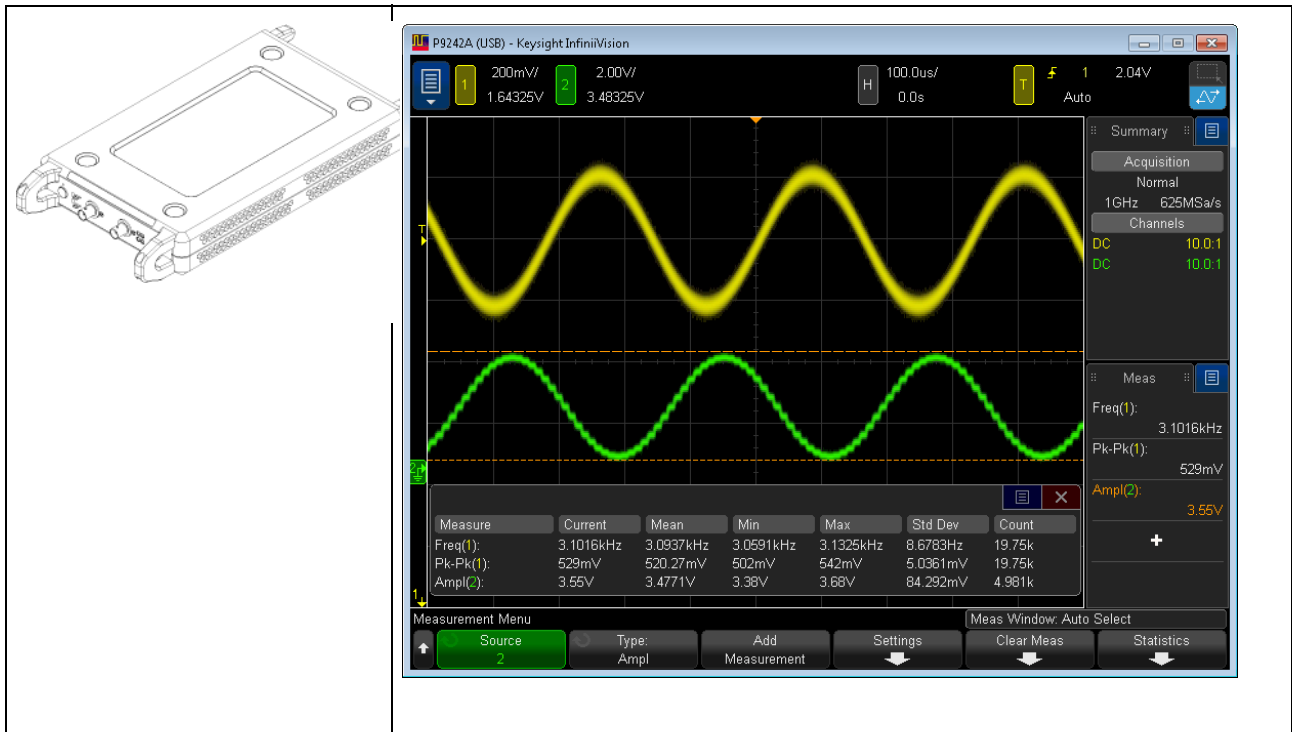 P9242A (USB) - Keysight InfiniiVision
1 200mV/ 2 2.00V/ H 100.0us/ T 1 2.04V
1.64325V 3.48325V 0.0s Auto
Summary
Acquisition
Normal
1GHz 625MSa/s
Channels
DC 10.0:1
DC 10.0:1
T
2
1
Meas
Freq(1):
3.1016kHz
Pk-Pk(1):
529mV
Ampl(2):
3.55V
Measure Current Mean Min Max Std Dev Count
Freq(1): 3.1016kHz 3.0937kHz 3.0591kHz 3.1325kHz 8.6783Hz 19.75k
Pk-Pk(1): 529mV 520.27mV 502mV 542mV 5.0361mV 19.75k
Ampl(2): 3.55V 3.4771V 3.38V 3.68V 84.292mV 4.981k
Measurement Menu Meas Window: Auto Select
Source Type: Add Settings Clear Meas Statistics
2 Ampl Measurement